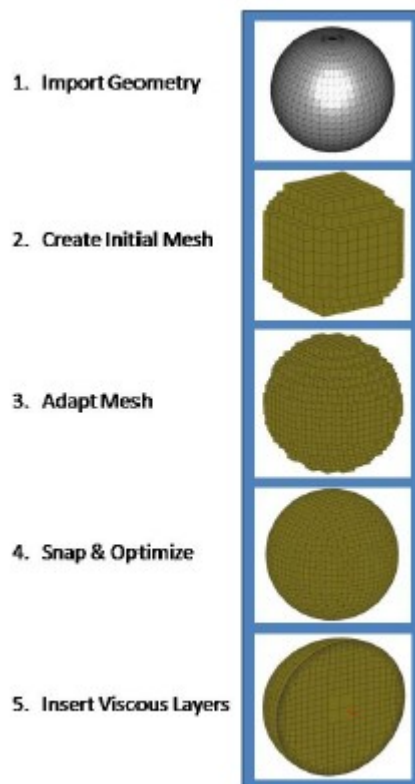 1. Import Geometry
2. Create Initial Mesh
3. Adapt Mesh
4. Snap & Optimize
5. Insert Viscous Layers